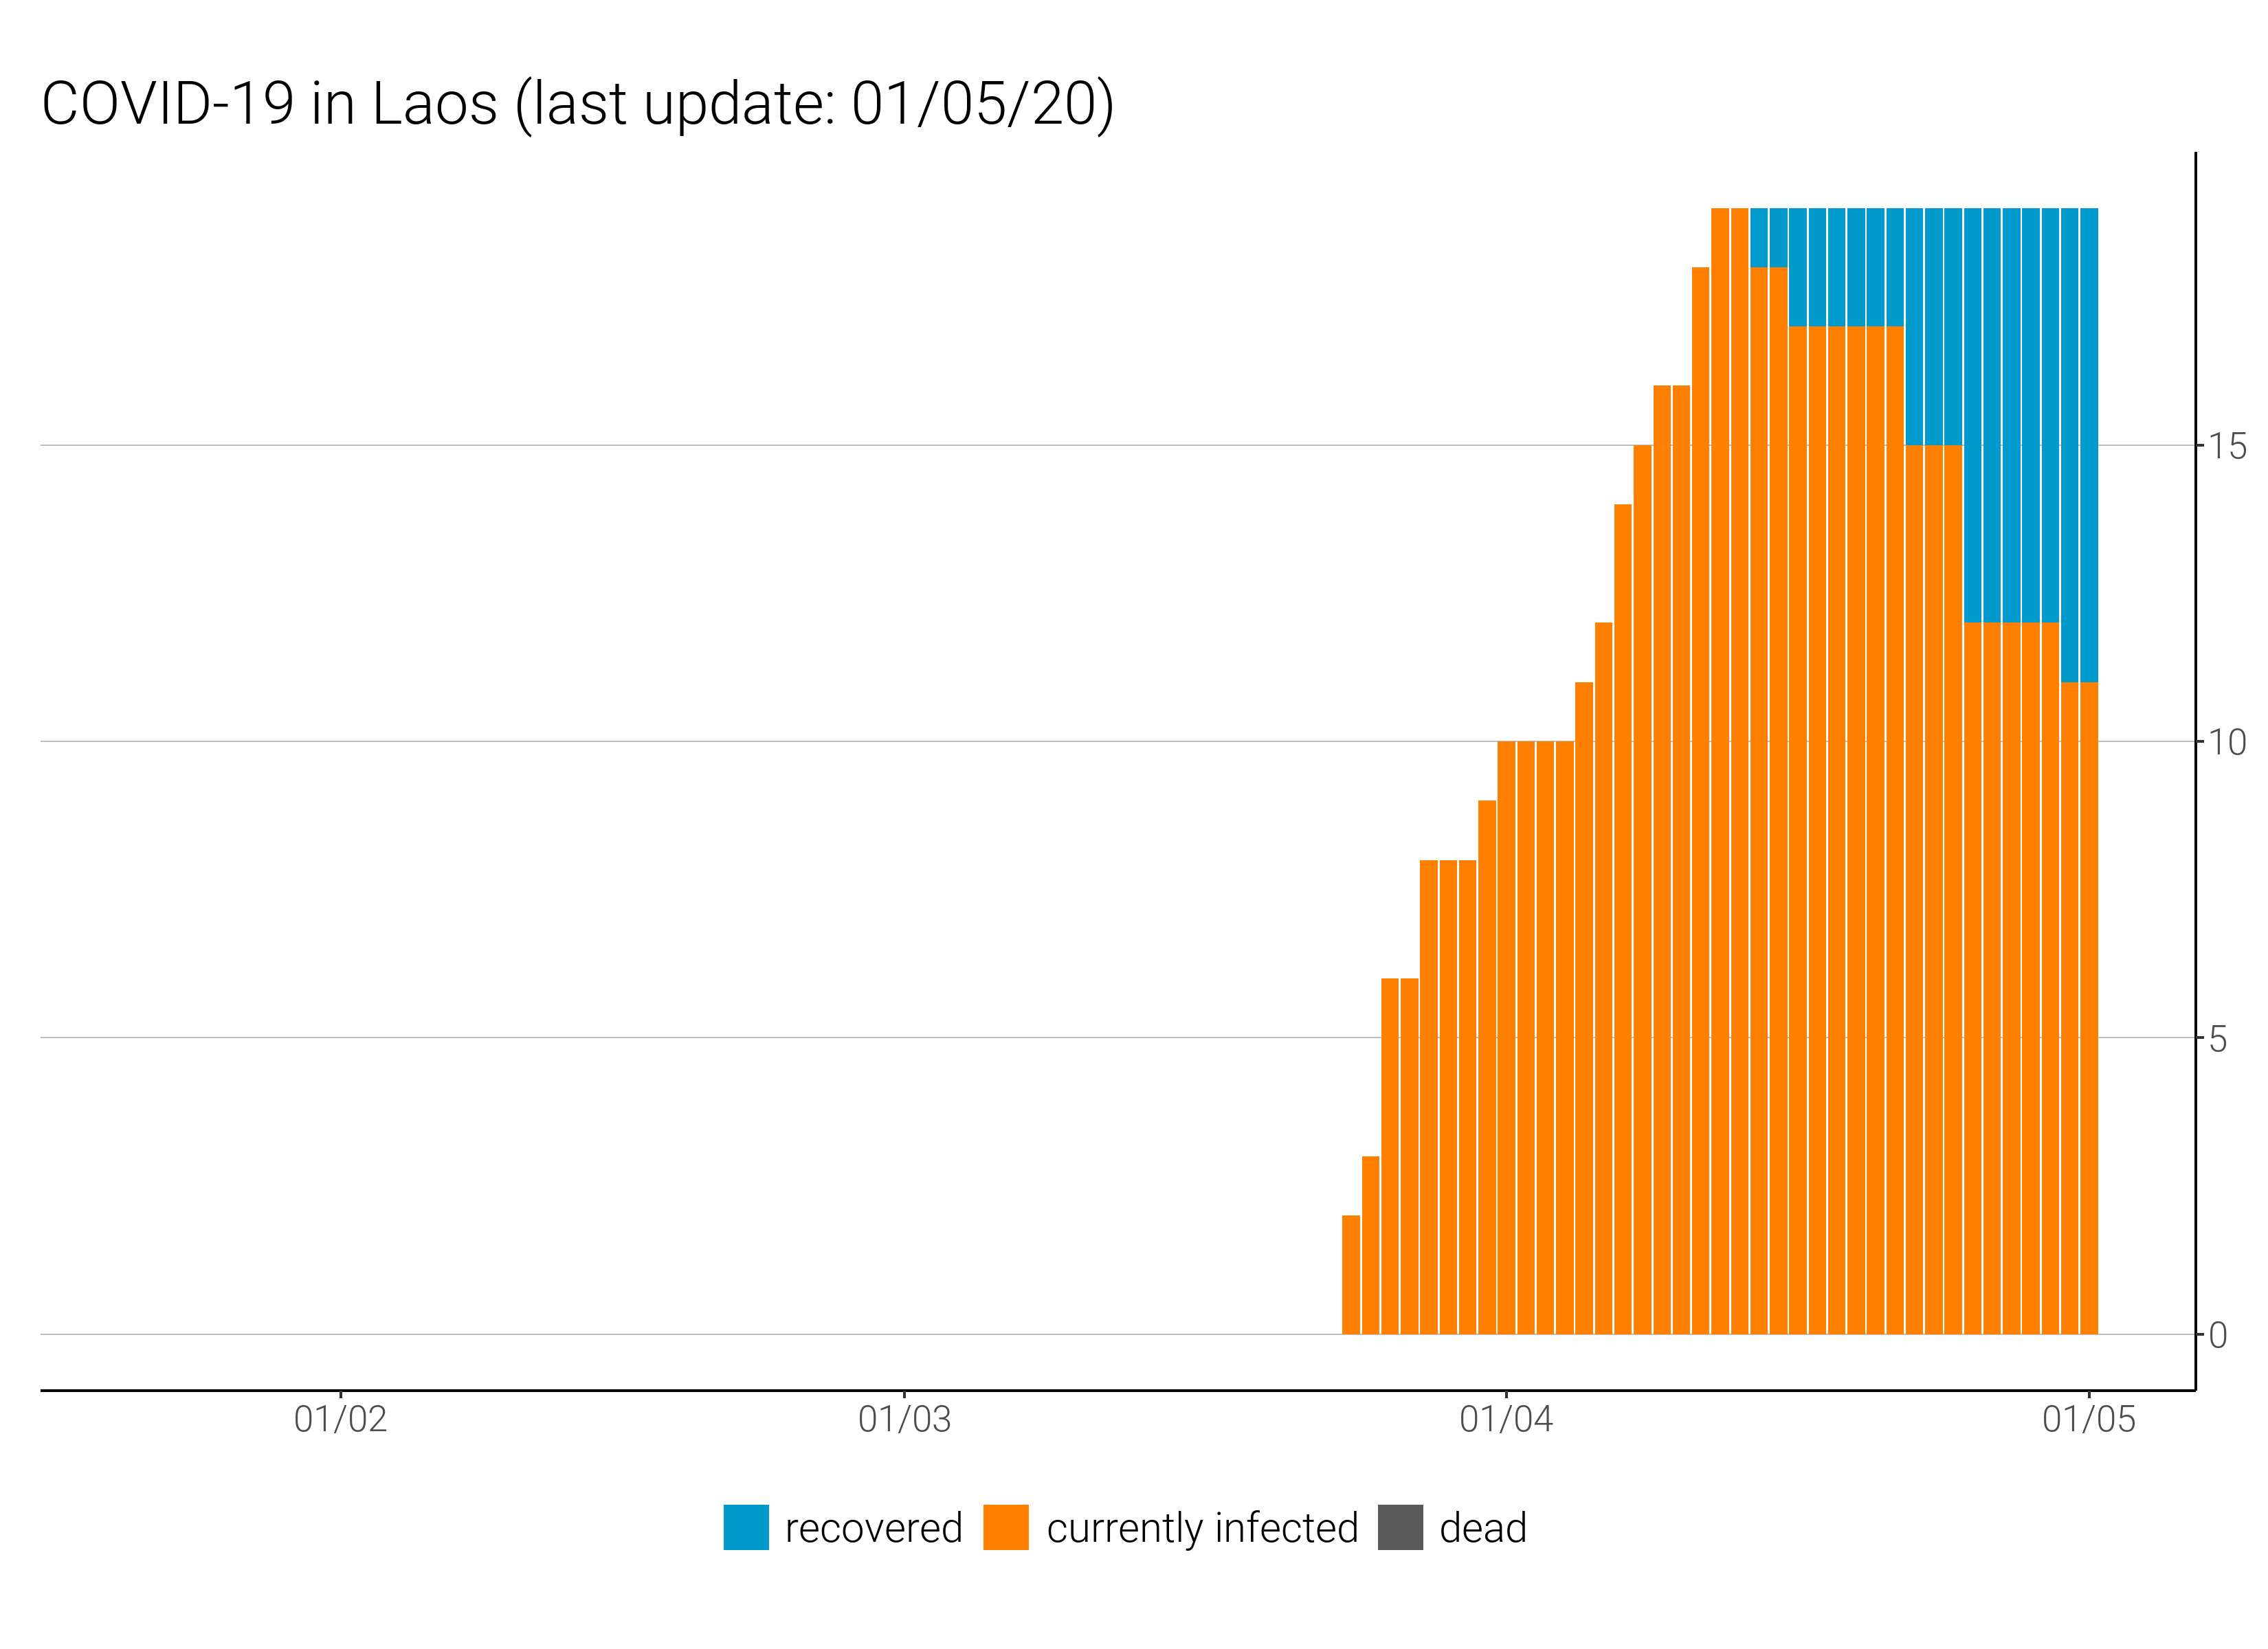 COVID-19 in Laos (last update: 01/05/20)
15
10
5
0
01/02 01/03 01/04 01/05
recovered currently infected dead